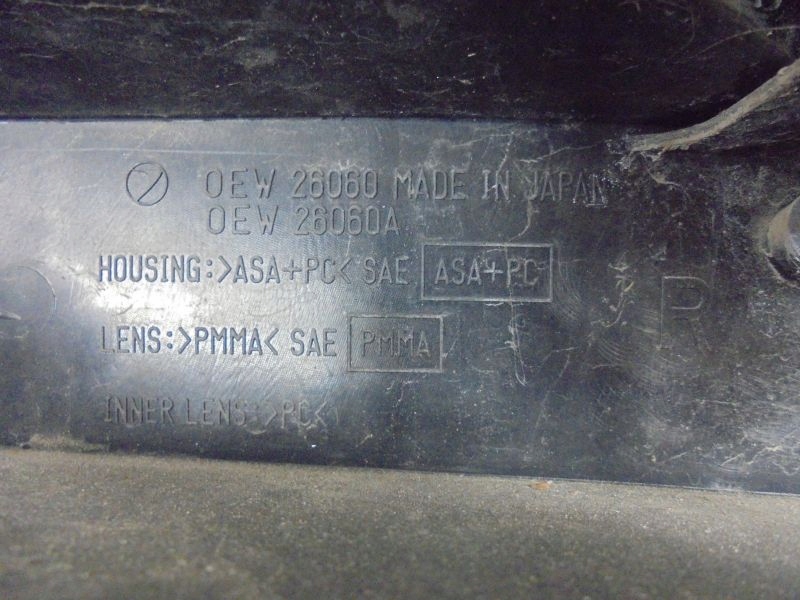 OEW 26060 MADE IN JAPAN
OEW 26060A
HOUSING:>ASA+PC< SAE ASA+PC
LENS:>PMMA< SAE PMMA
R
INNER LENS:>PC<